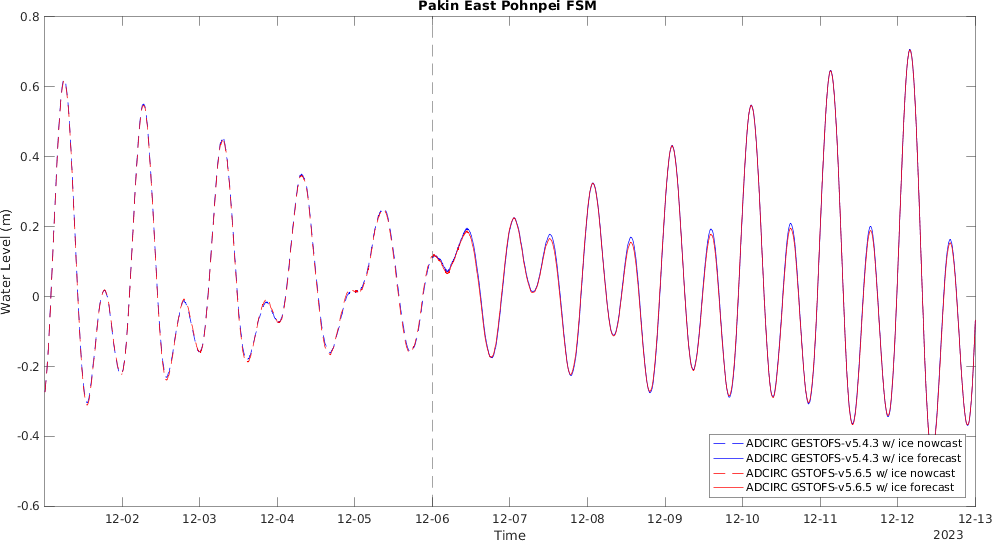 Pakin East Pohnpei FSM
0.8
0.6
0.4
0.2
0
-0.2
-0.4
-0.6
Water Level (m)
ADCIRC GESTOFS-v5.4.3 w/ ice nowcast
ADCIRC GESTOFS-v5.4.3 w/ ice forecast
ADCIRC GSTOFS-v5.6.5 w/ ice nowcast
ADCIRC GSTOFS-v5.6.5 w/ ice forecast
12-02 12-03 12-04 12-05 12-06 12-07 12-08 12-09 12-10 12-11 12-12 12-13
Time
2023